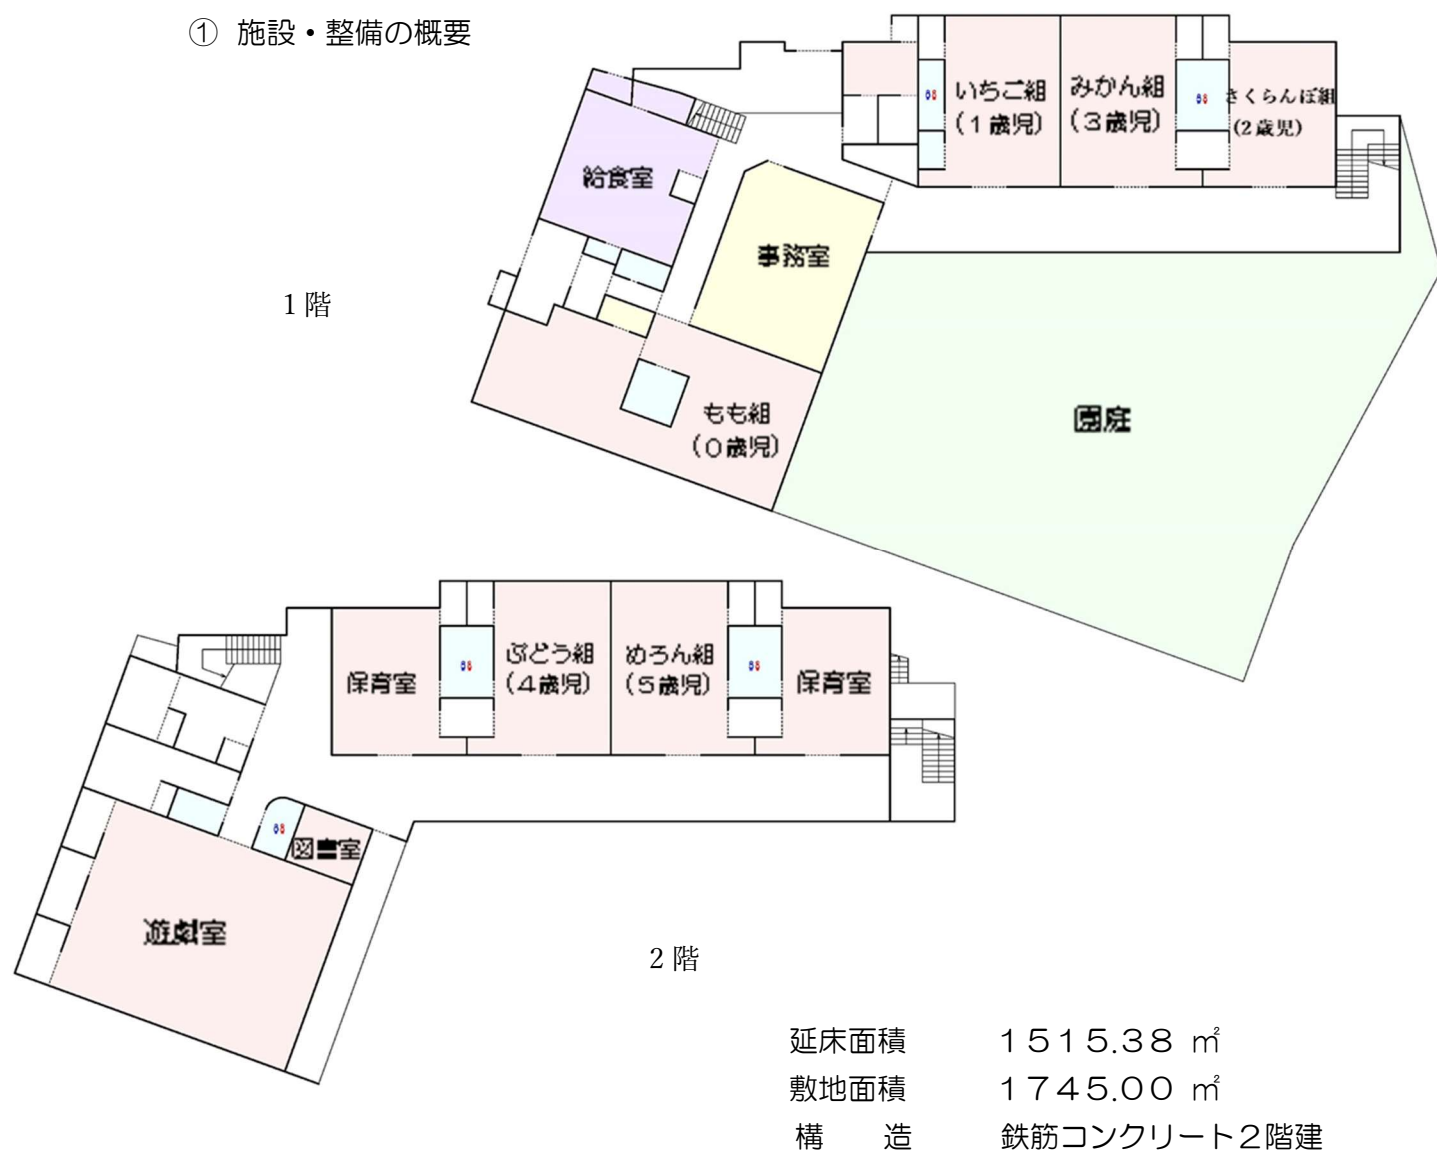 ① 施設・整備の概要
いちご組
(1歳児)
みかん組
(3歳児)
さくらんぼ組
(2歳児)
給食室
事務室
1階
もも組
(0歳児)
園庭
保育室
ぶどう組
(4歳児)
めろん組
(5歳児)
保育室
図書室
遊戯室
2階
延床面積 1515.38 ㎡
敷地面積 1745.00 ㎡
構 造 鉄筋コンクリート2階建